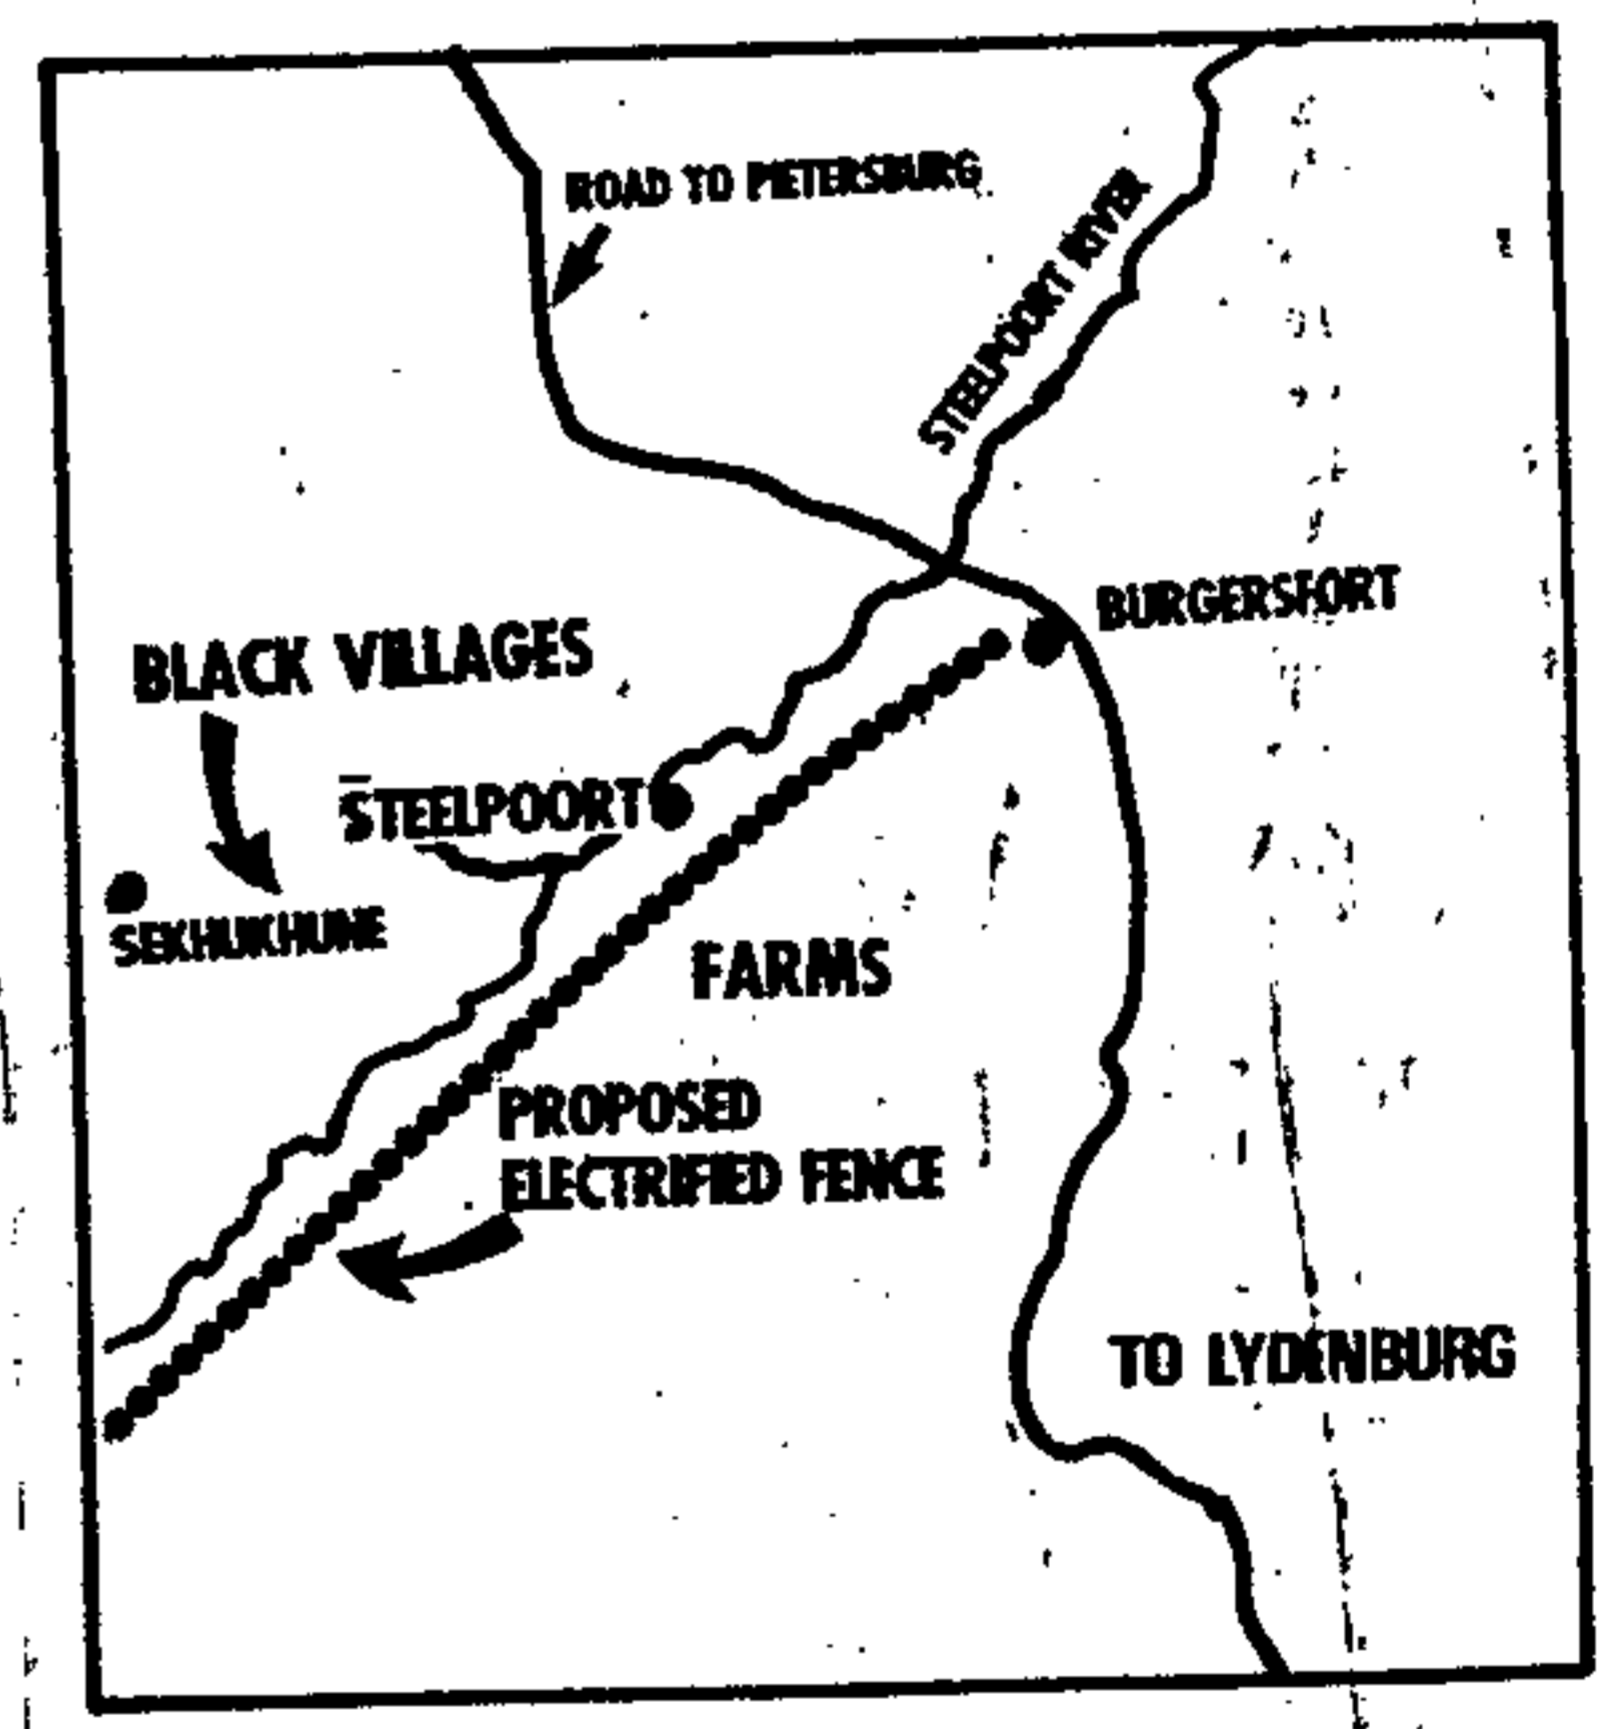 ROAD TO PIETERSBURG
STEELPOORT RIVER
BURGERSFORT
BLACK VILLAGES
STEELPOORT
SEKHUKHUNE
FARMS
PROPOSED
ELECTRIFIED FENCE
TO LYDENBURG